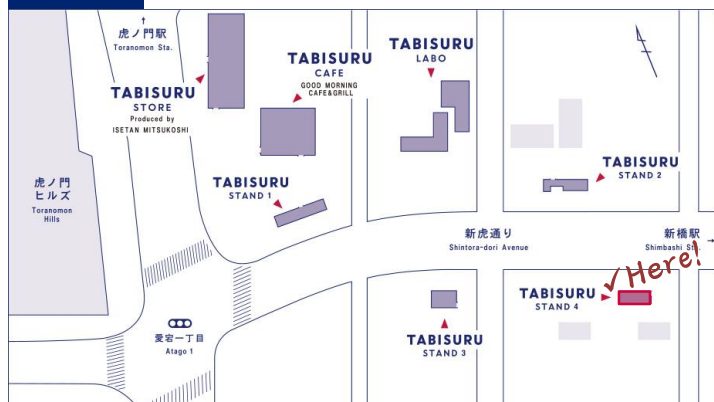 ↑
虎ノ門駅
Toranomon Sta.
TABISURU
STORE
Produced by
ISETAN MITSUKOSHI
TABISURU
CAFE
GOOD MORNING
CAFE&GRILL
TABISURU
LABO
虎ノ門
ヒルズ
Toranomon
Hills
TABISURU
STAND 1
TABISURU
STAND 2
新虎通り
Shintora-dori Avenue
新橋駅 →
Shimbashi Sta.
✓Here!
TABISURU
STAND 4
愛宕一丁目
Atago 1
TABISURU
STAND 3